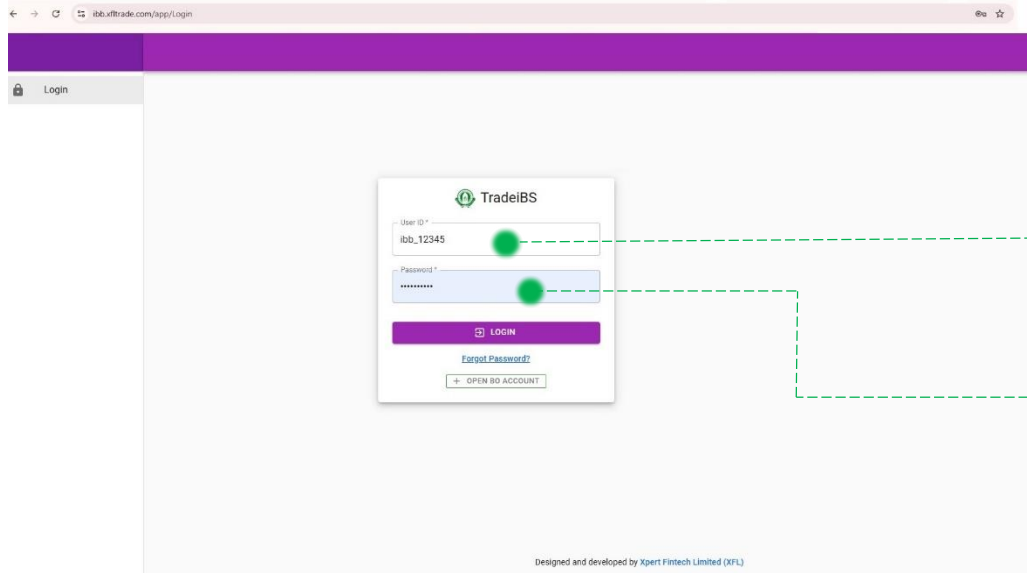 ibb.xfltrade.com/app/Login
Login
TradeiBS
User ID *
ibb_12345
Password *
LOGIN
Forgot Password?
+ OPEN BO ACCOUNT
Designed and developed by Xpert Fintech Limited (XFL)